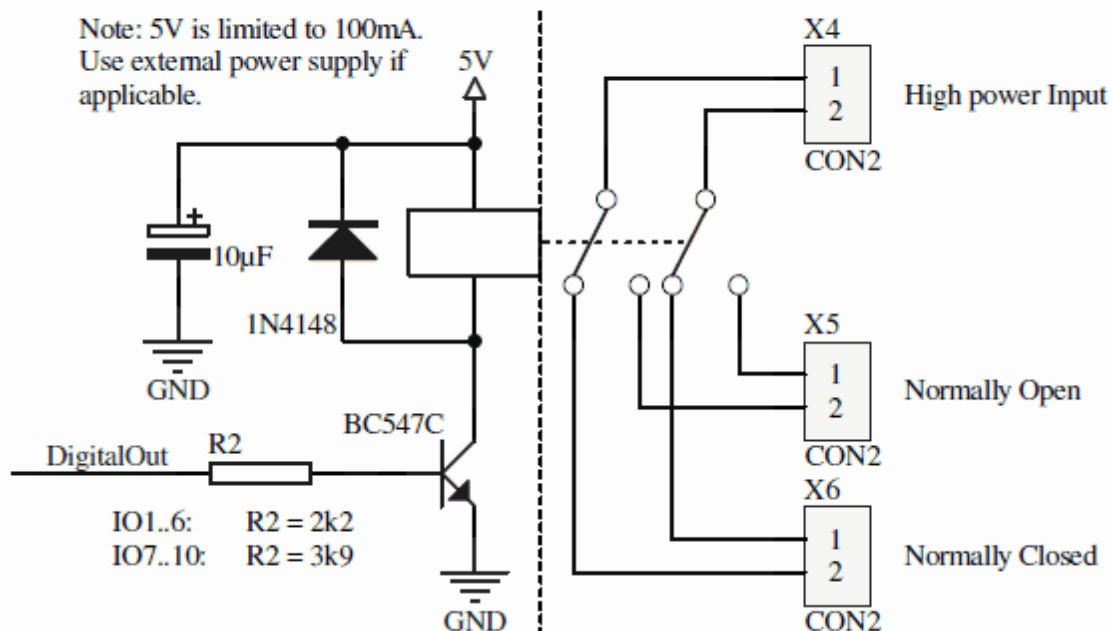 Note: 5V is limited to 100mA.
Use external power supply if
applicable.
5V
+
10µF
GND
1N4148
BC547C
DigitalOut
R2
IO1..6: R2 = 2k2
IO7..10: R2 = 3k9
GND
X4
1
2
CON2
High power Input
X5
1
2
CON2
Normally Open
X6
1
2
CON2
Normally Closed